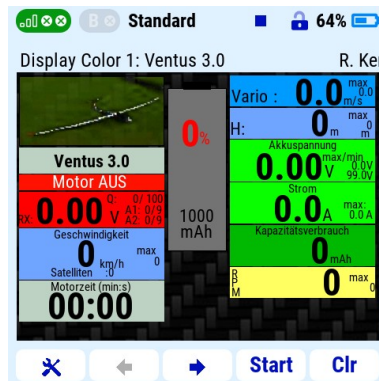 B Standard 64%
Display Color 1: Ventus 3.0 R. Ke
Ventus 3.0
Motor AUS
RX: 0.00 V Q: 0/ 100
A1: 0/9
A2: 0/9
Geschwindigkeit
0 km/h max 0
Satelliten :0
Motorzeit (min:s)
00:00
0%
1000
mAh
Vario : 0.0 m/s max 0.0
H: 0 m max 0 m
Akkuspannung
0.00 V max/min 0.0V
99.0V
Strom
0.0 A max: 0.0 A
Kapazitätsverbrauch
0 mAh
RPM 0 max 0
Start Clr